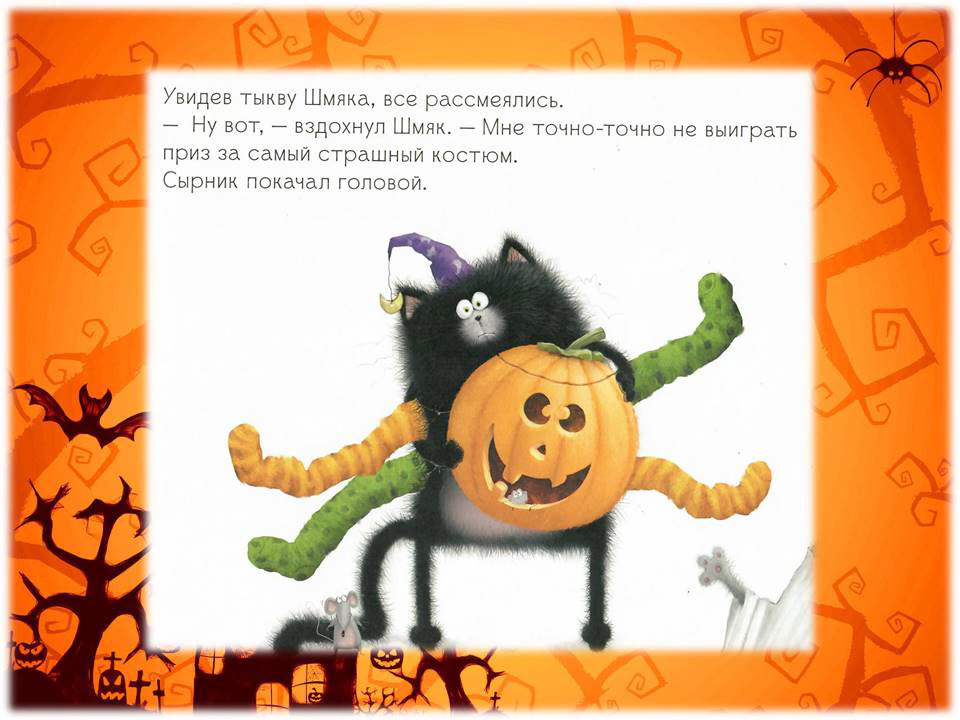 Увидев тыкву Шмяка, все рассмеялись.
— Ну вот, — вздохнул Шмяк. — Мне точно-точно не выиграть
приз за самый страшный костюм.
Сырник покачал головой.